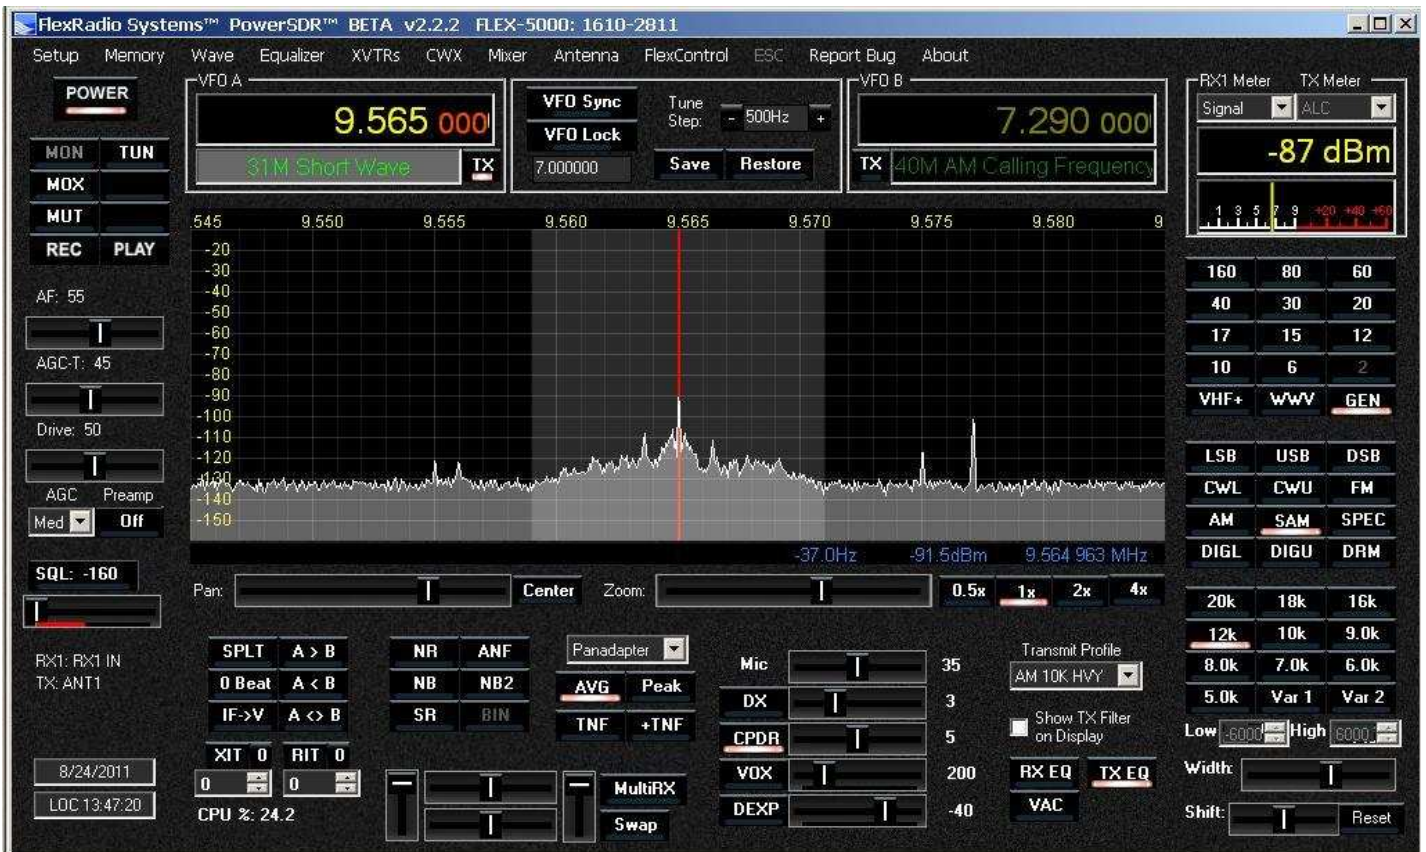 FlexRadio Systems™ PowerSDR™ BETA v2.2.2 FLEX-5000: 1610-2811
Setup Memory Wave Equalizer XVTRs CWX Mixer Antenna FlexControl ESC Report Bug About
POWER
MON TUN
MOX
MUT
REC PLAY
AF: 55
AGC-T: 45
Drive: 50
AGC Preamp
Med Off
SQL: -160
RX1: RX1 IN
TX: ANT1
8/24/2011
LOC 13:47:20
VFO A
9.565 000
31M Short Wave TX
VFO Sync
VFO Lock
7.000000
Tune Step: - 500Hz +
Save Restore
VFO B
7.290 000
TX 40M AM Calling Frequency
RX1 Meter TX Meter
Signal ALC
-87 dBm
1 3 5 7 9 +20 +40 +60
.545 9.550 9.555 9.560 9.565 9.570 9.575 9.580 9
-20
-30
-40
-50
-60
-70
-80
-90
-100
-110
-120
-130
-140
-150
-37.0Hz -91.5dBm 9.564 963 MHz
Pan: Center Zoom: 0.5x 1x 2x 4x
SPLT A > B
0 Beat A < B
IF->V A <> B
XIT 0 RIT 0
0 0
CPU %: 24.2
NR ANF
NB NB2
SR BIN
Panadapter
AVG Peak
TNF +TNF
MultiRX
Swap
Mic 35
DX 3
CPDR 5
VOX 200
DEXP -40
Transmit Profile
AM 10K HVY
Show TX Filter
on Display
RX EQ TX EQ
VAC
160 80 60
40 30 20
17 15 12
10 6 2
VHF+ WWV GEN
LSB USB DSB
CWL CWU FM
AM SAM SPEC
DIGL DIGU DRM
20k 18k 16k
12k 10k 9.0k
8.0k 7.0k 6.0k
5.0k Var 1 Var 2
Low -6000 High 6000
Width:
Shift: Reset